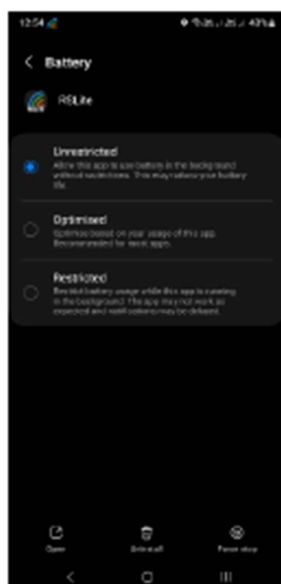 12:54
43%
Battery
RSLite
Unrestricted
Allow this app to use battery in the background
without restrictions. This may reduce your battery
life.
Optimised
Optimise based on your usage of this app.
Recommended for most apps.
Restricted
Restrict battery usage while this app is running
in the background. The app may not work as
expected and notifications may be delayed.
Open
Uninstall
Force stop